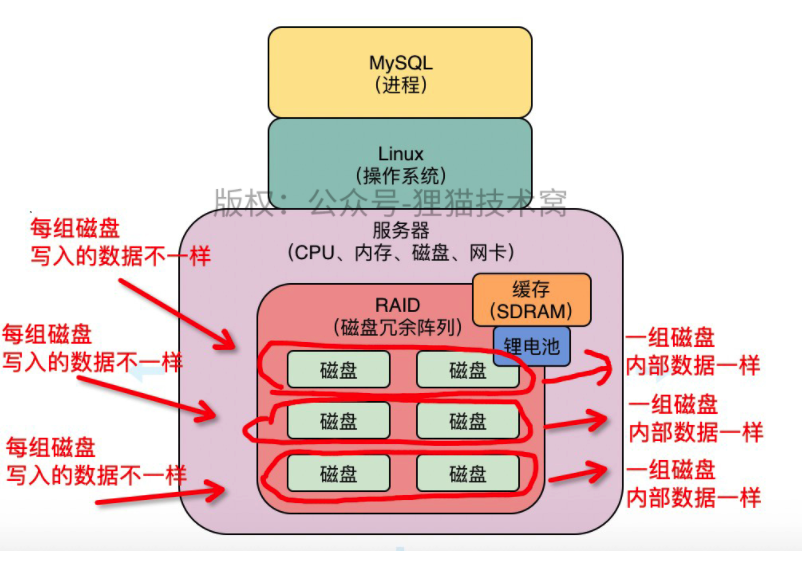 MySQL
（进程）
Linux
（操作系统）
版权：公众号-狸猫技术窝
服务器
（CPU、内存、磁盘、网卡）
每组磁盘
写入的数据不一样
缓存
（SDRAM）
RAID
（磁盘冗余阵列）
锂电池
每组磁盘
写入的数据不一样
一组磁盘
内部数据一样
磁盘 磁盘
一组磁盘
内部数据一样
磁盘 磁盘
每组磁盘
写入的数据不一样
一组磁盘
内部数据一样
磁盘 磁盘